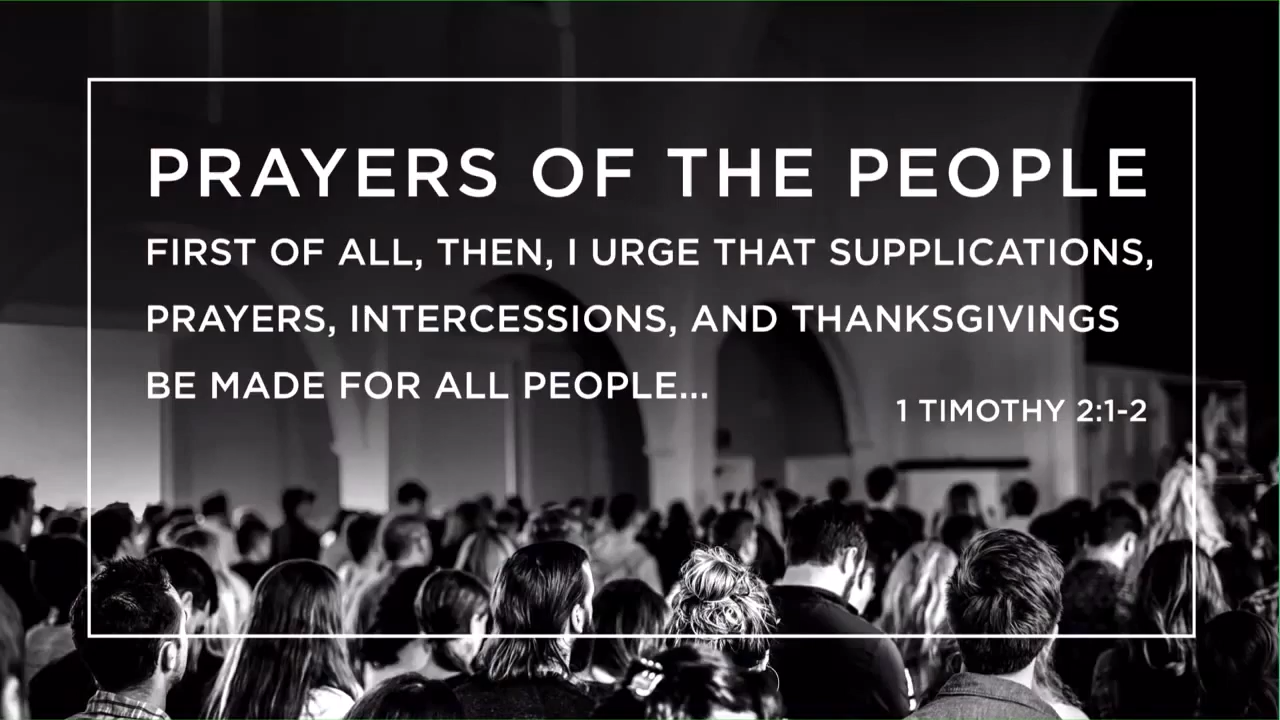 PRAYERS OF THE PEOPLE
FIRST OF ALL, THEN, I URGE THAT SUPPLICATIONS,
PRAYERS, INTERCESSIONS, AND THANKSGIVINGS
BE MADE FOR ALL PEOPLE...
1 TIMOTHY 2:1-2